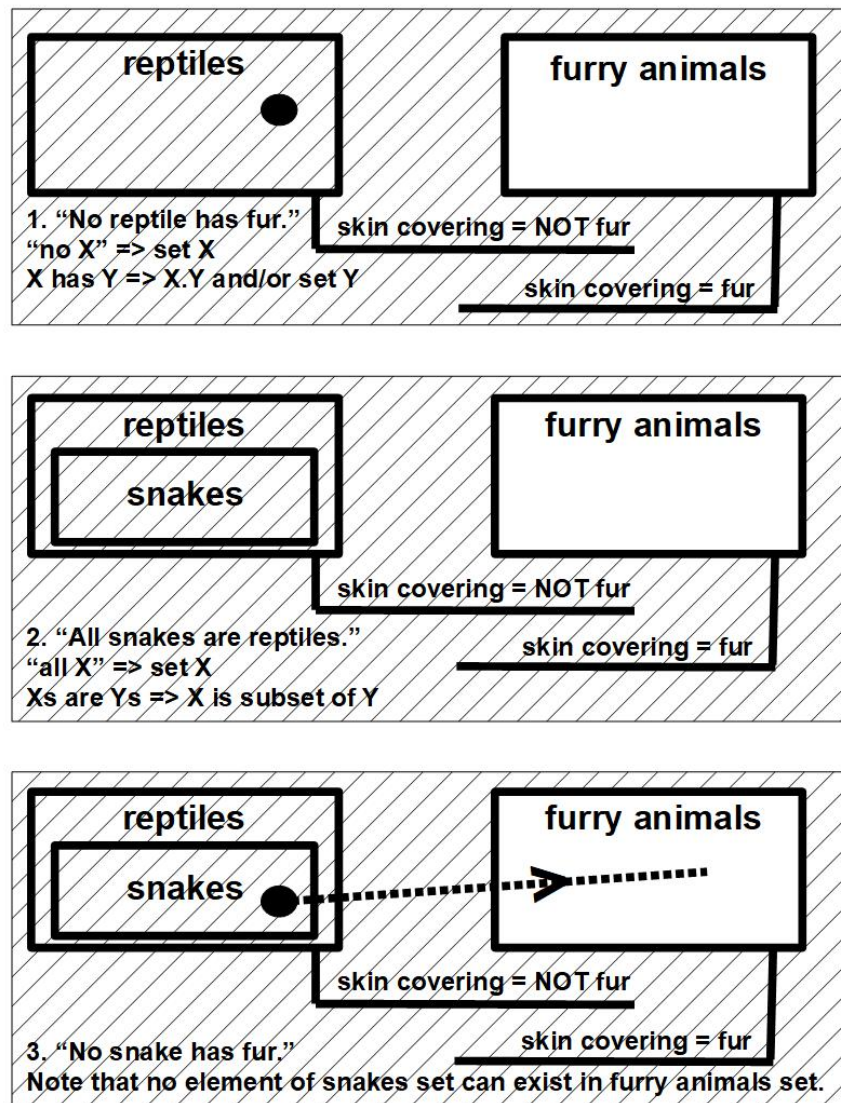 reptiles
furry animals
1. “No reptile has fur.”
“no X” => set X
X has Y => X.Y and/or set Y
skin covering = NOT fur
skin covering = fur
reptiles
snakes
furry animals
2. “All snakes are reptiles.”
“all X” => set X
Xs are Ys => X is subset of Y
skin covering = NOT fur
skin covering = fur
reptiles
snakes
furry animals
skin covering = NOT fur
skin covering = fur
3. “No snake has fur.”
Note that no element of snakes set can exist in furry animals set.